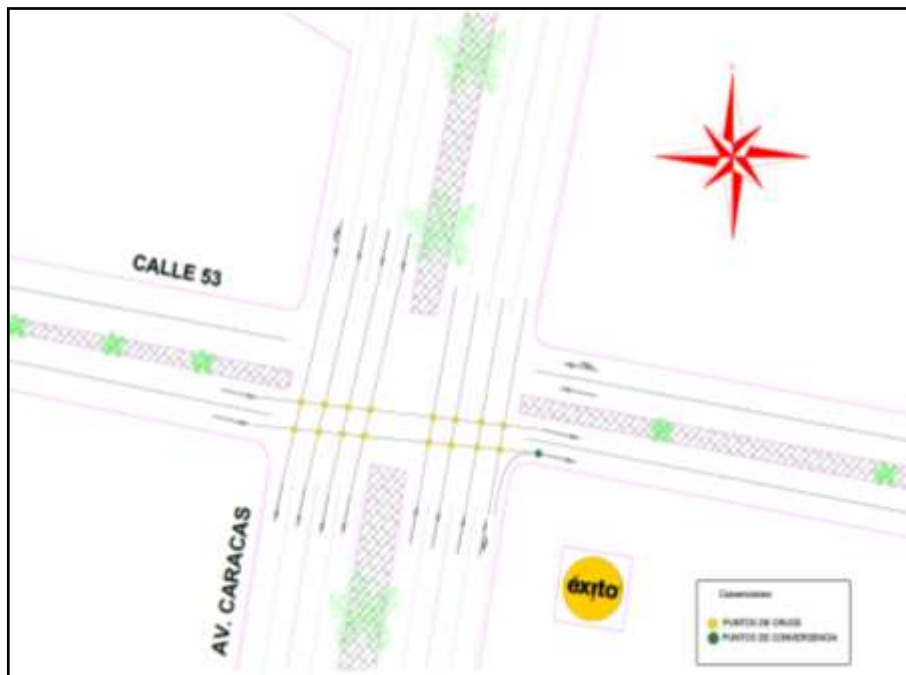 CALLE 53
AV. CARACAS
éxito
Convenciones
PUNTOS DE CRUCE
PUNTOS DE CONVERGENCIA